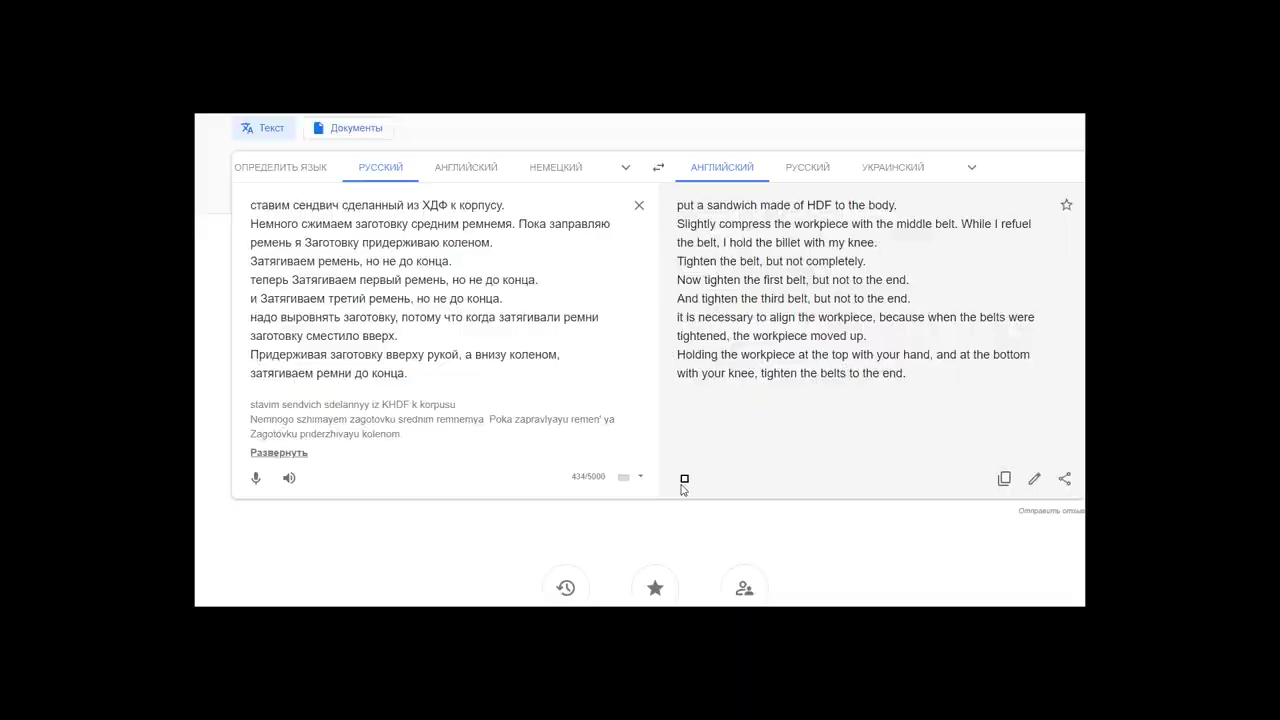 Текст
Документы
ОПРЕДЕЛИТЬ ЯЗЫК
РУССКИЙ
АНГЛИЙСКИЙ
НЕМЕЦКИЙ
АНГЛИЙСКИЙ
РУССКИЙ
УКРАИНСКИЙ
ставим сендвич сделанный из ХДФ к корпусу.
Немного сжимаем заготовку средним ремнемя. Пока заправляю
ремень я Заготовку придерживаю коленом.
Затягиваем ремень, но не до конца.
теперь Затягиваем первый ремень, но не до конца.
и Затягиваем третий ремень, но не до конца.
надо выровнять заготовку, потому что когда затягивали ремни
заготовку сместило вверх.
Придерживая заготовку вверху рукой, а внизу коленом,
затягиваем ремни до конца.
stavim sendvich sdelannyy iz KHDF k korpusu
Nemnogo szhimayem zagotovku srednim remnemya Poka zapravlyayu remen' ya
Zagotovku priderzhivayu kolenom
Развернуть
434/5000
put a sandwich made of HDF to the body.
Slightly compress the workpiece with the middle belt. While I refuel
the belt, I hold the billet with my knee.
Tighten the belt, but not completely.
Now tighten the first belt, but not to the end.
And tighten the third belt, but not to the end.
it is necessary to align the workpiece, because when the belts were
tightened, the workpiece moved up.
Holding the workpiece at the top with your hand, and at the bottom
with your knee, tighten the belts to the end.
Отправить отзыв